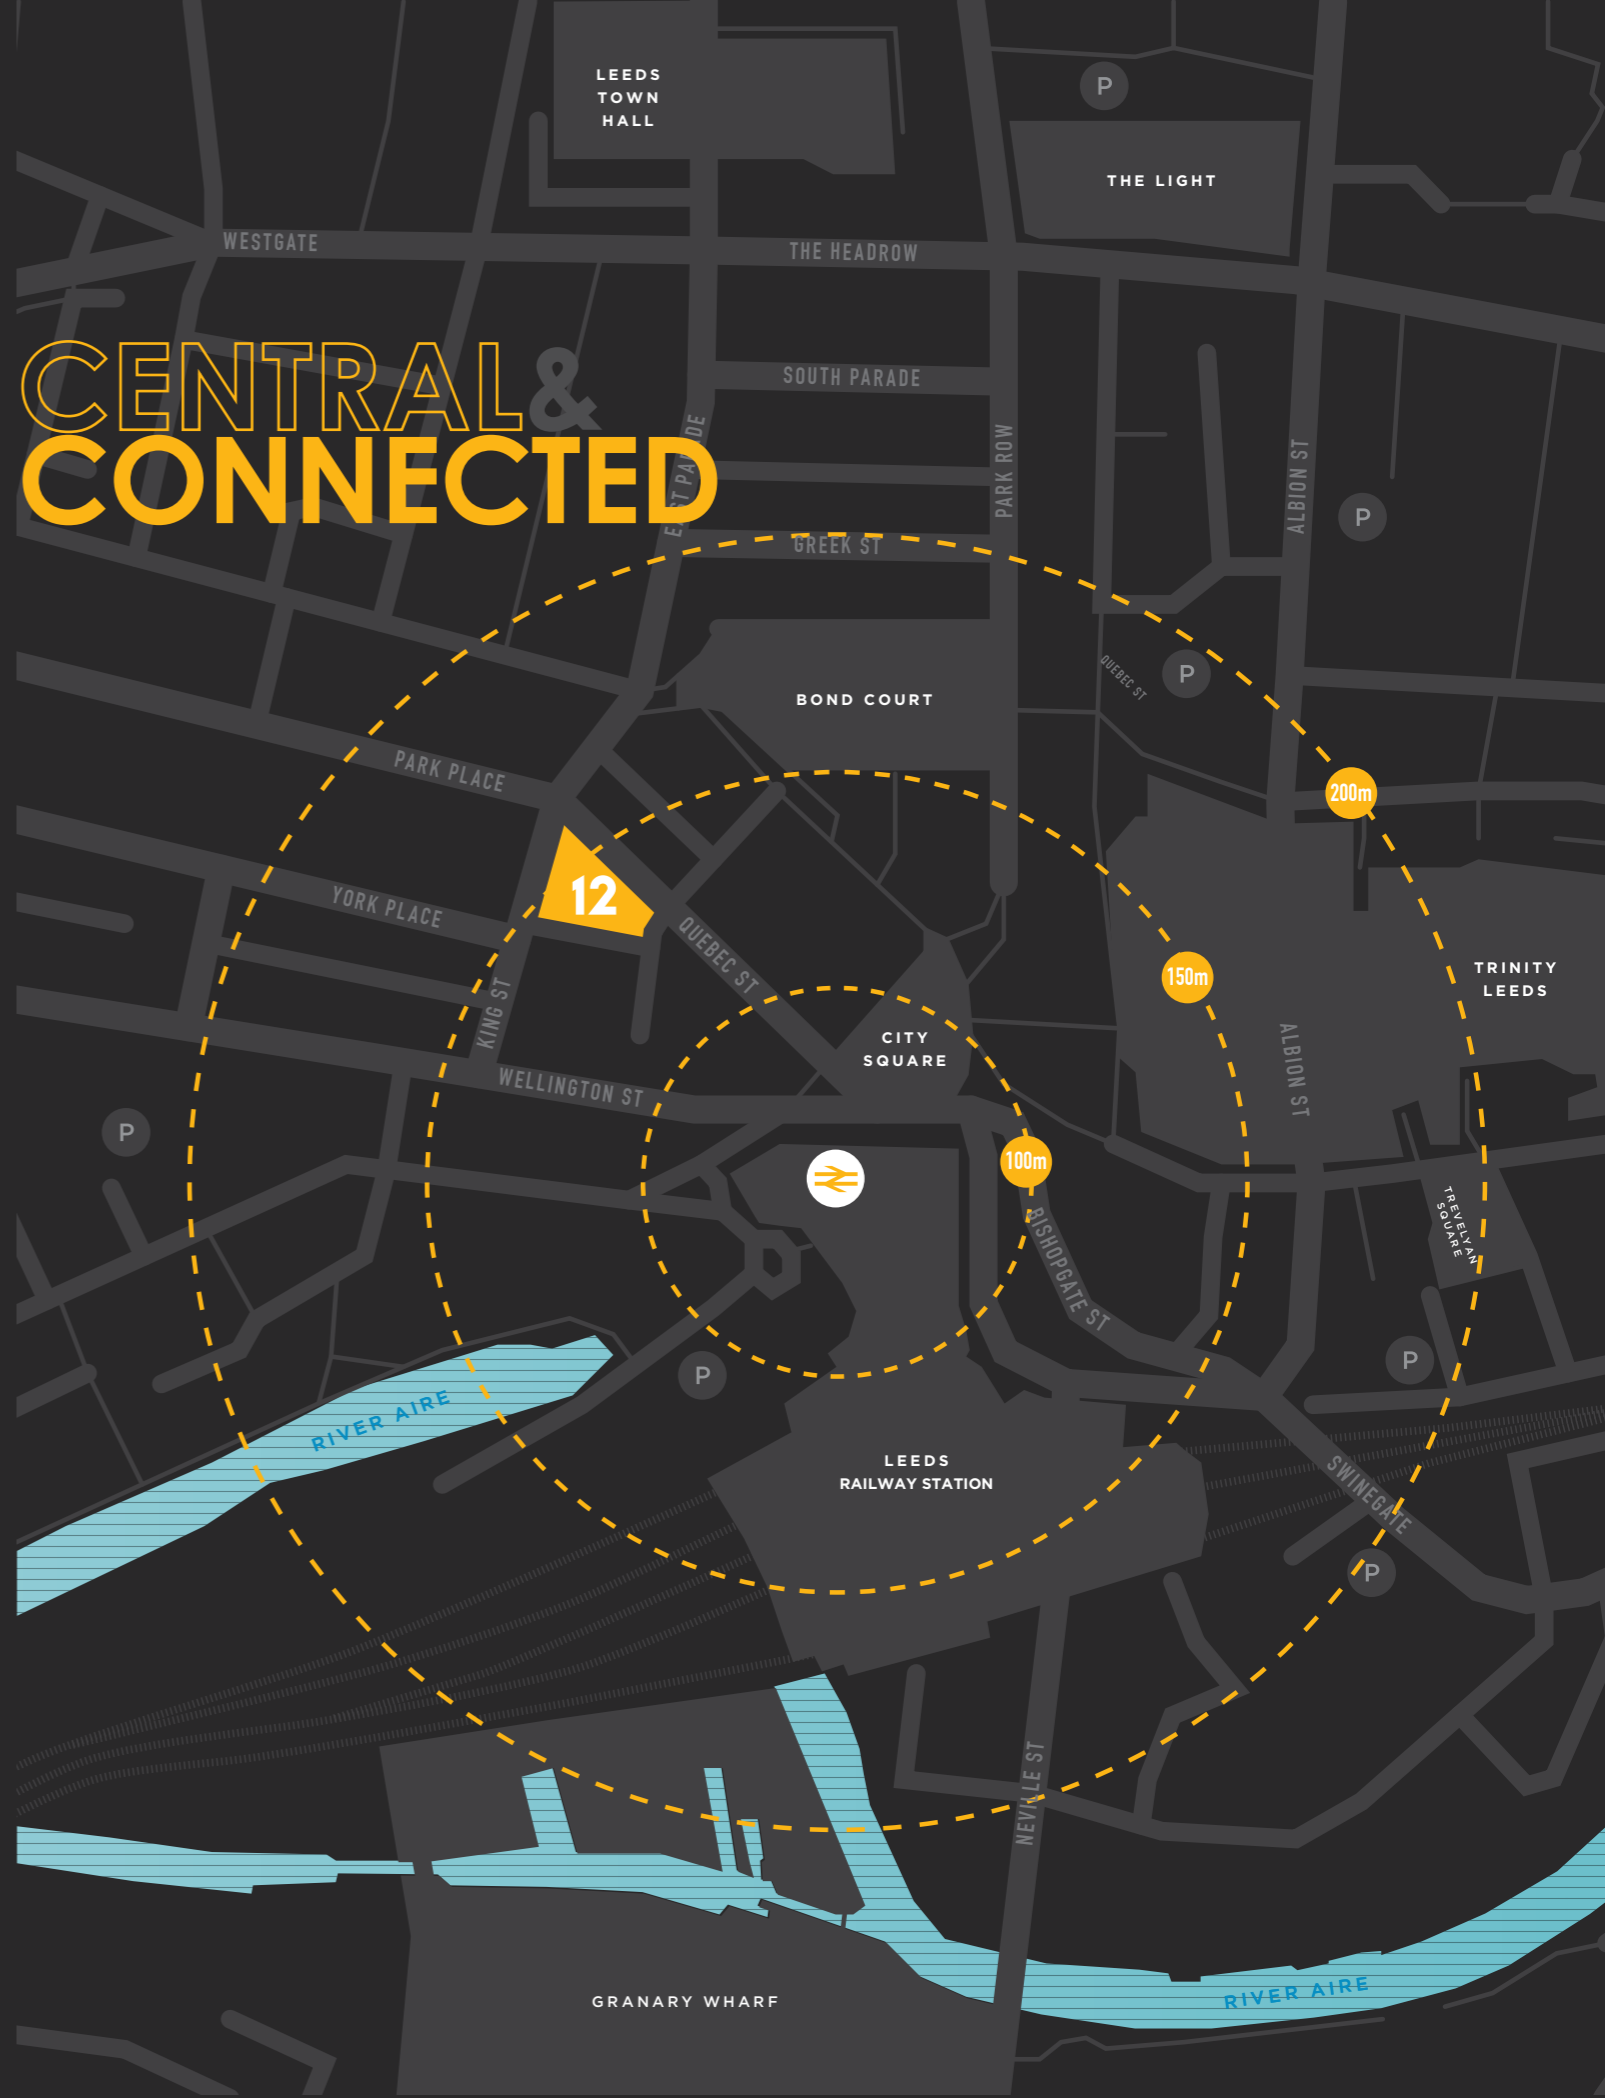 LEEDS
TOWN
HALL
P
THE LIGHT
WESTGATE
THE HEADROW
CENTRAL &
CONNECTED
SOUTH PARADE
EAST PARADE
PARK ROW
ALBION ST
P
GREEK ST
QUEBEC ST
P
BOND COURT
PARK PLACE
200m
12
YORK PLACE
QUEBEC ST
150m
TRINITY
LEEDS
KING ST
CITY
SQUARE
ALBION ST
WELLINGTON ST
P
100m
TREVELYAN
SQUARE
BISHOPGATE ST
P
P
RIVER AIRE
LEEDS
RAILWAY STATION
SWINEGATE
P
NEVILLE ST
RIVER AIRE
GRANARY WHARF